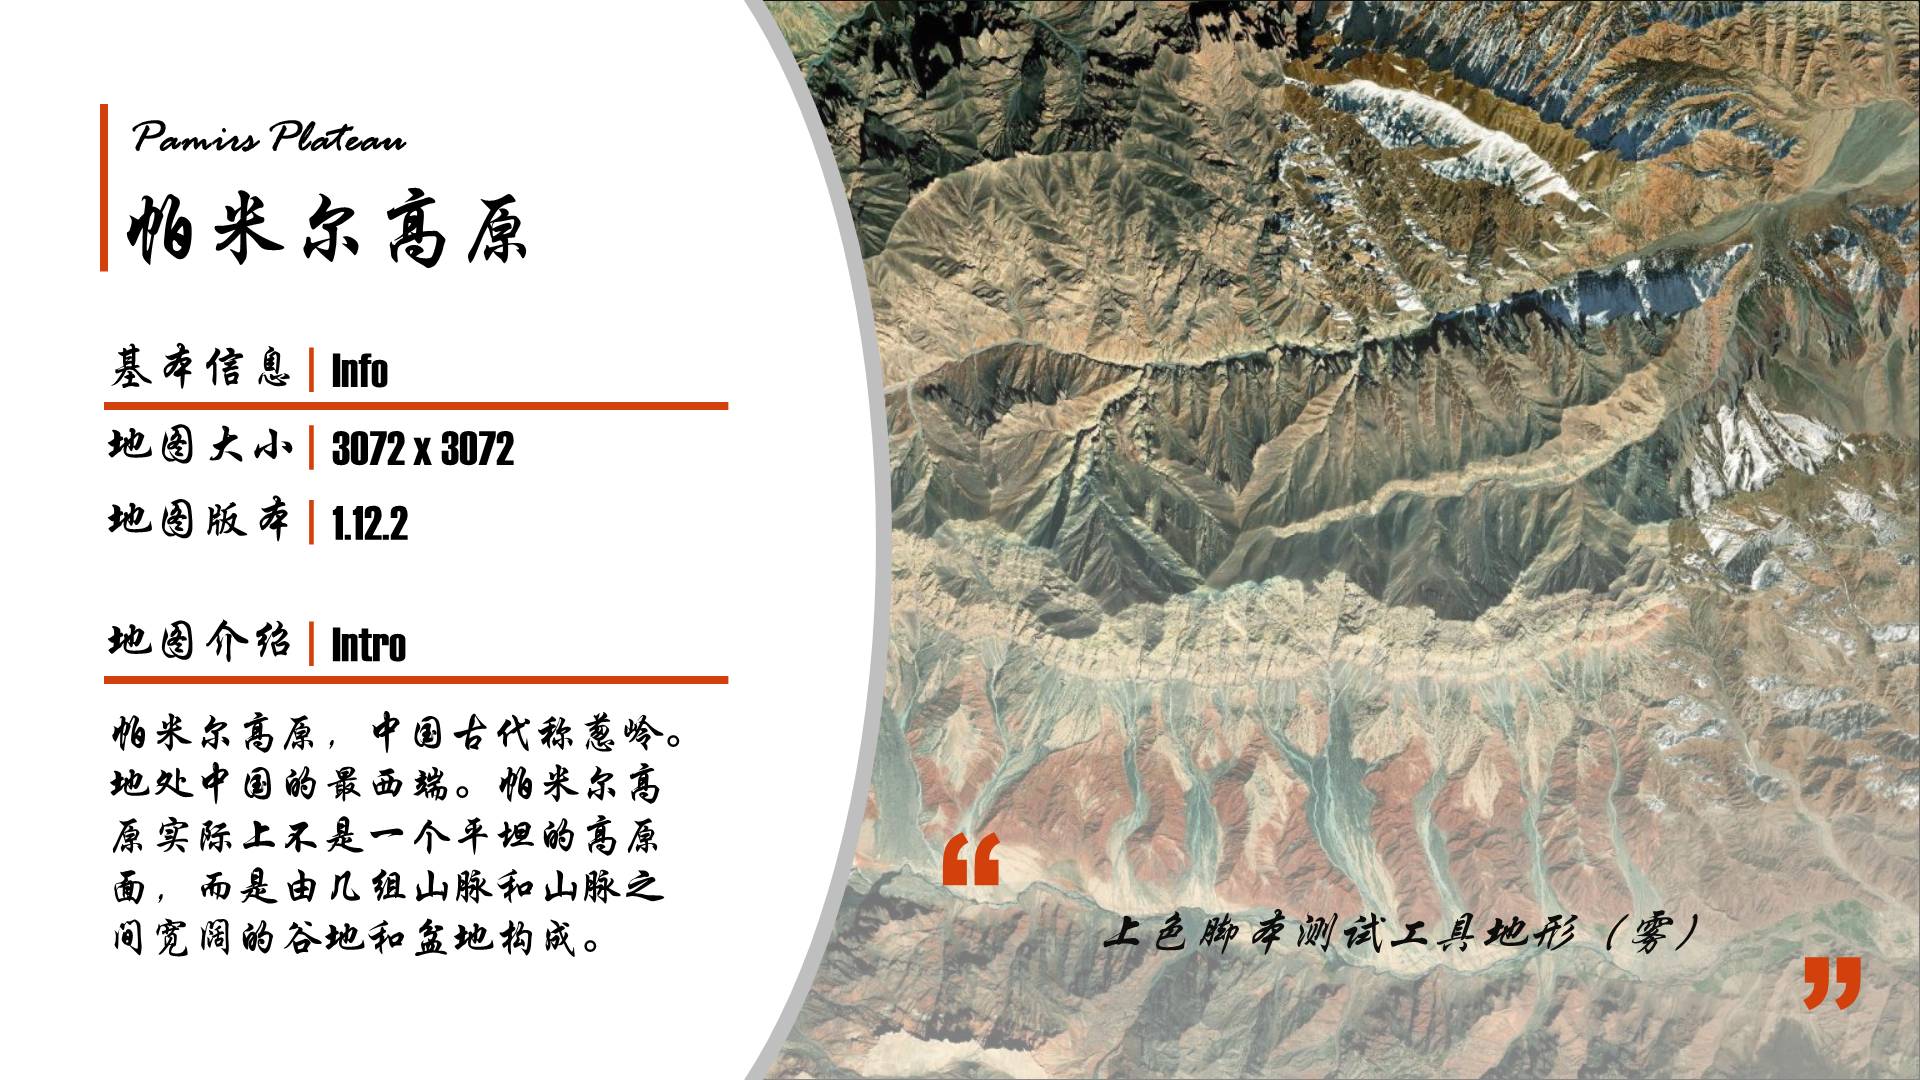 Pamirs Plateau
帕米尔高原
基本信息 | Info
地图大小 | 3072 x 3072
地图版本 | 1.12.2
地图介绍 | Intro
帕米尔高原，中国古代称葱岭。
地处中国的最西端。帕米尔高
原实际上不是一个平坦的高原
面，而是由几组山脉和山脉之
间宽阔的谷地和盆地构成。
“
上色脚本测试工具地形（雾）
”